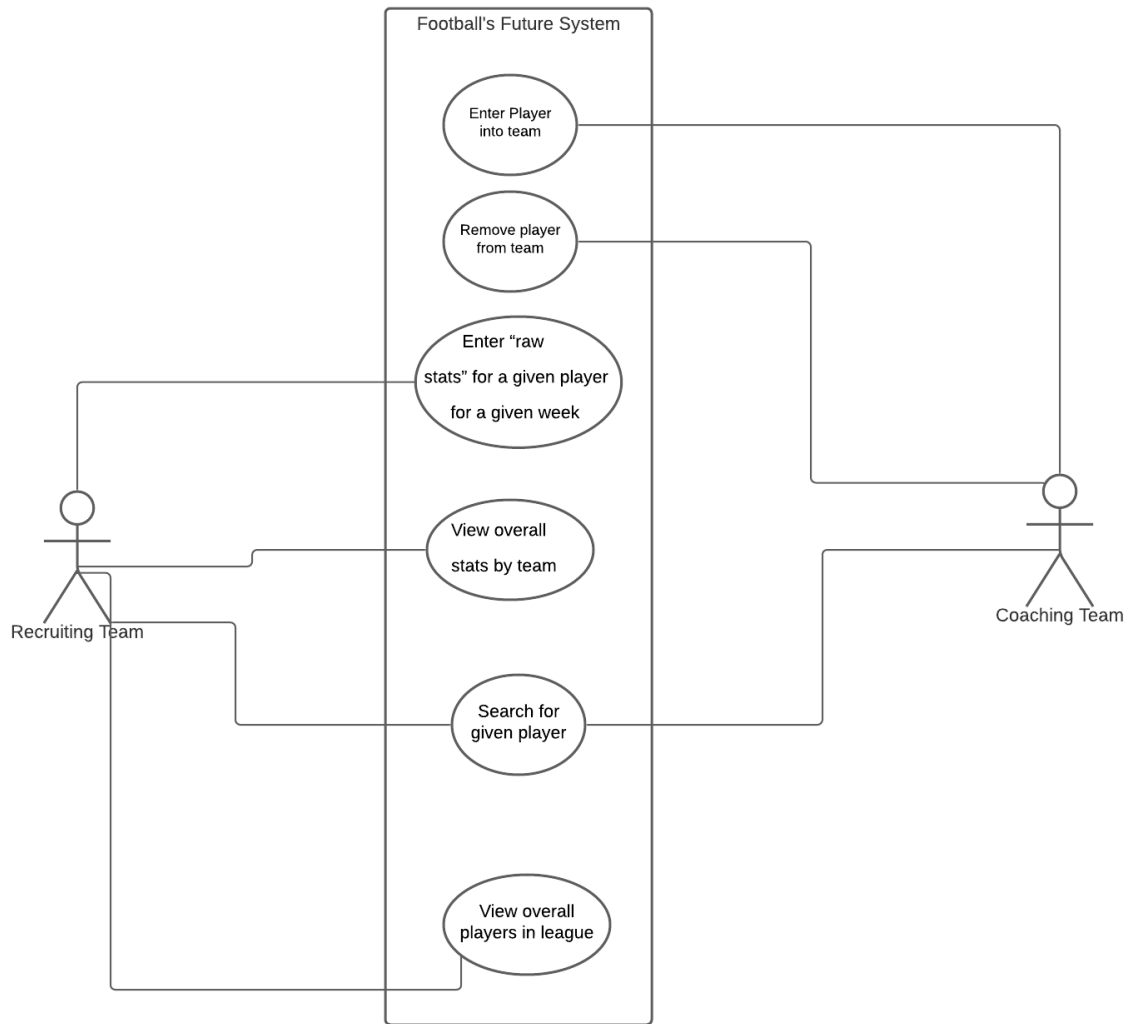 Football's Future System
Enter Player
into team
Remove player
from team
Enter “raw
stats” for a given player
for a given week
View overall
stats by team
Recruiting Team
Coaching Team
Search for
given player
View overall
players in league